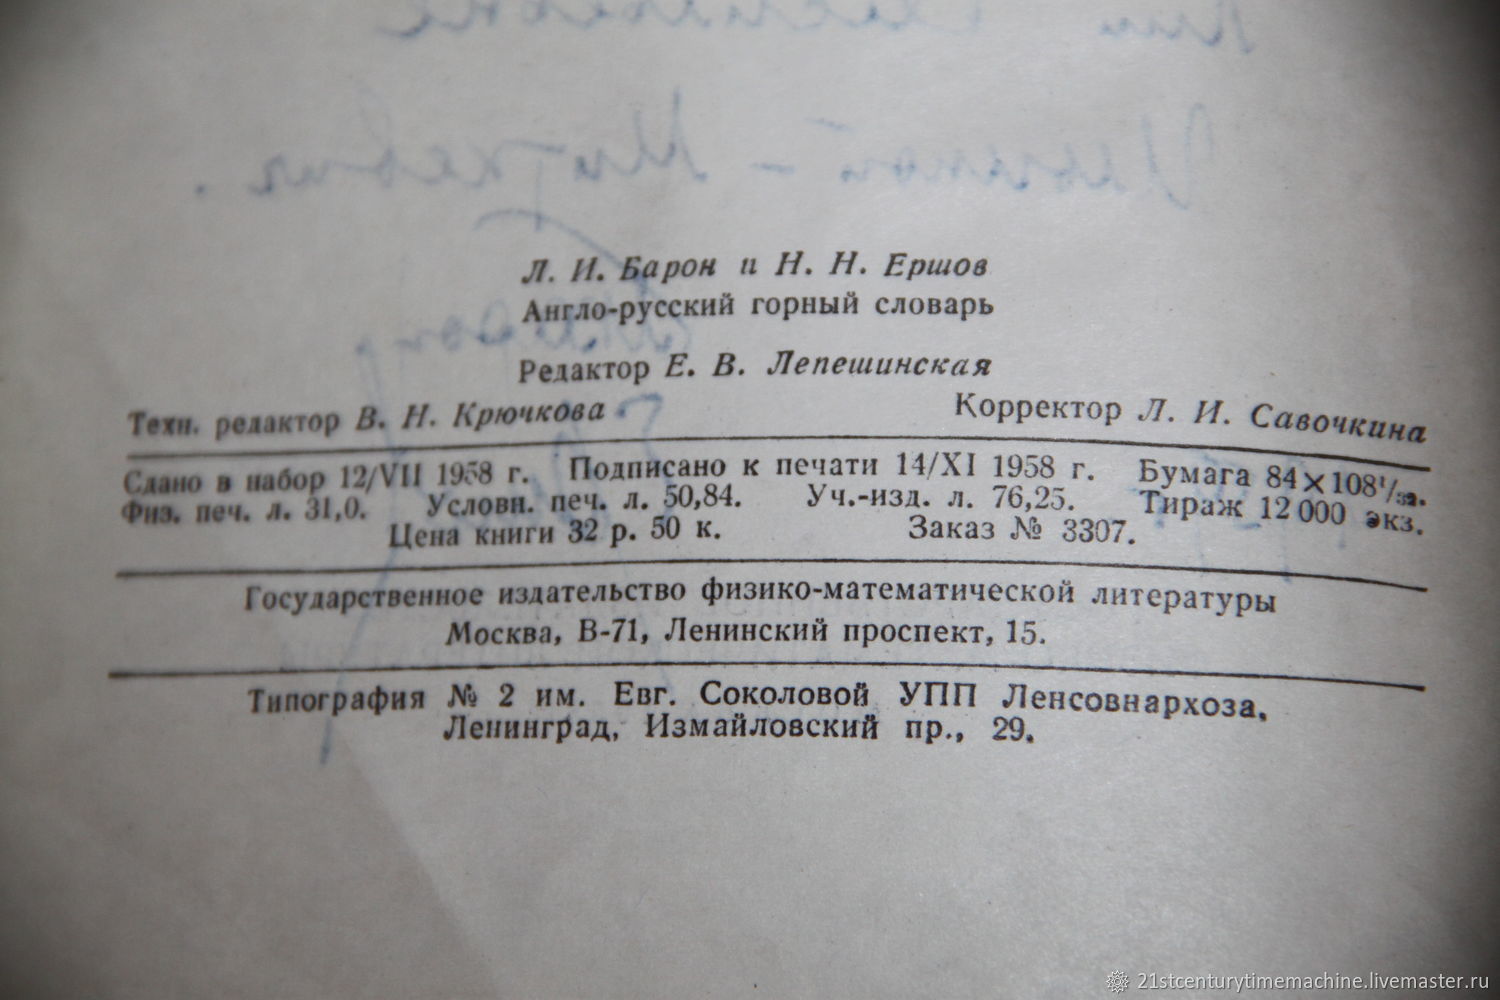 Л. И. Барон и Н. Н. Ершов
Англо-русский горный словарь
Редактор Е. В. Лепешинская
Техн. редактор В. Н. Крючкова Корректор Л. И. Савочкина
Сдано в набор 12/VII 1958 г. Подписано к печати 14/XI 1958 г. Бумага 84×108¹/₃₂.
Физ. печ. л. 31,0. Условн. печ. л. 50,84. Уч.-изд. л. 76,25. Тираж 12 000 экз.
Цена книги 32 р. 50 к. Заказ № 3307.
Государственное издательство физико-математической литературы
Москва, В-71, Ленинский проспект, 15.
Типография № 2 им. Евг. Соколовой УПП Ленсовнархоза,
Ленинград, Измайловский пр., 29.
21stcenturytimemachine.livemaster.ru